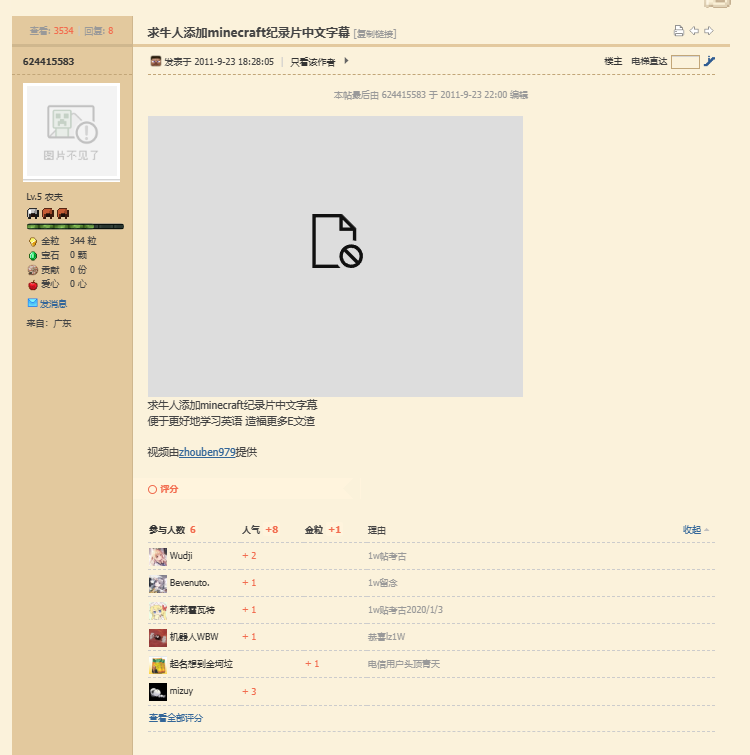 查看: 3534 回复: 8
求牛人添加minecraft纪录片中文字幕 [复制链接]
624415583
发表于 2011-9-23 18:28:05 | 只看该作者
楼主 电梯直达
图片不见了
Lv.5 农夫
金粒 344 粒
宝石 0 颗
贡献 0 份
爱心 0 心
发消息
来自: 广东
本帖最后由 624415583 于 2011-9-23 22:00 编辑
求牛人添加minecraft纪录片中文字幕
便于更好地学习英语 造福更多E文渣
视频由zhouben979提供
评分
参与人数 6 人气 +8 金粒 +1 理由 收起
Wudji + 2 1w帖考古
Bevenuto. + 1 1w留念
莉莉霍瓦特 + 1 1w贴考古2020/1/3
机器人WBW + 1 恭喜lz1W
起名想到全坷垃 + 1 电信用户头顶青天
mizuy + 3
查看全部评分